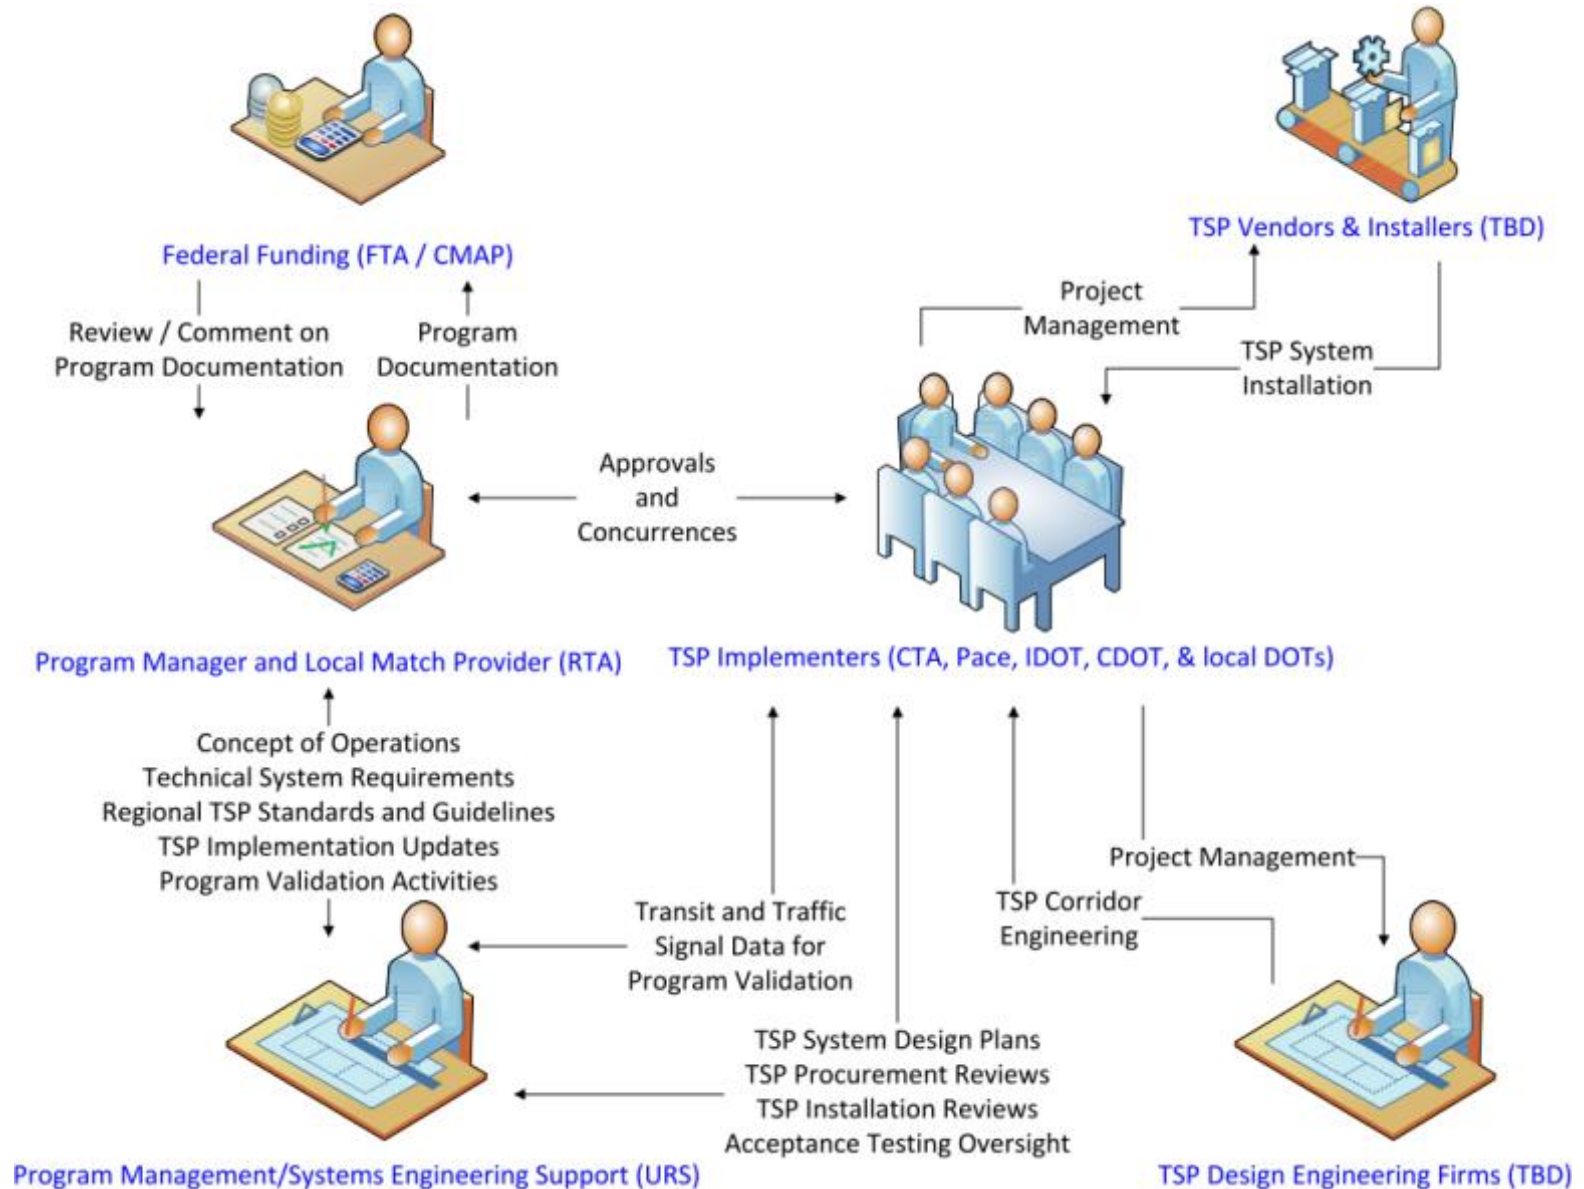 Federal Funding (FTA / CMAP)
TSP Vendors & Installers (TBD)
Review / Comment on
Program Documentation
Program
Documentation
Project
Management
TSP System
Installation
Approvals
and
Concurrences
Program Manager and Local Match Provider (RTA)
TSP Implementers (CTA, Pace, IDOT, CDOT, & local DOTs)
Concept of Operations
Technical System Requirements
Regional TSP Standards and Guidelines
TSP Implementation Updates
Program Validation Activities
Transit and Traffic
Signal Data for
Program Validation
Project Management
TSP Corridor
Engineering
TSP System Design Plans
TSP Procurement Reviews
TSP Installation Reviews
Acceptance Testing Oversight
Program Management/Systems Engineering Support (URS)
TSP Design Engineering Firms (TBD)